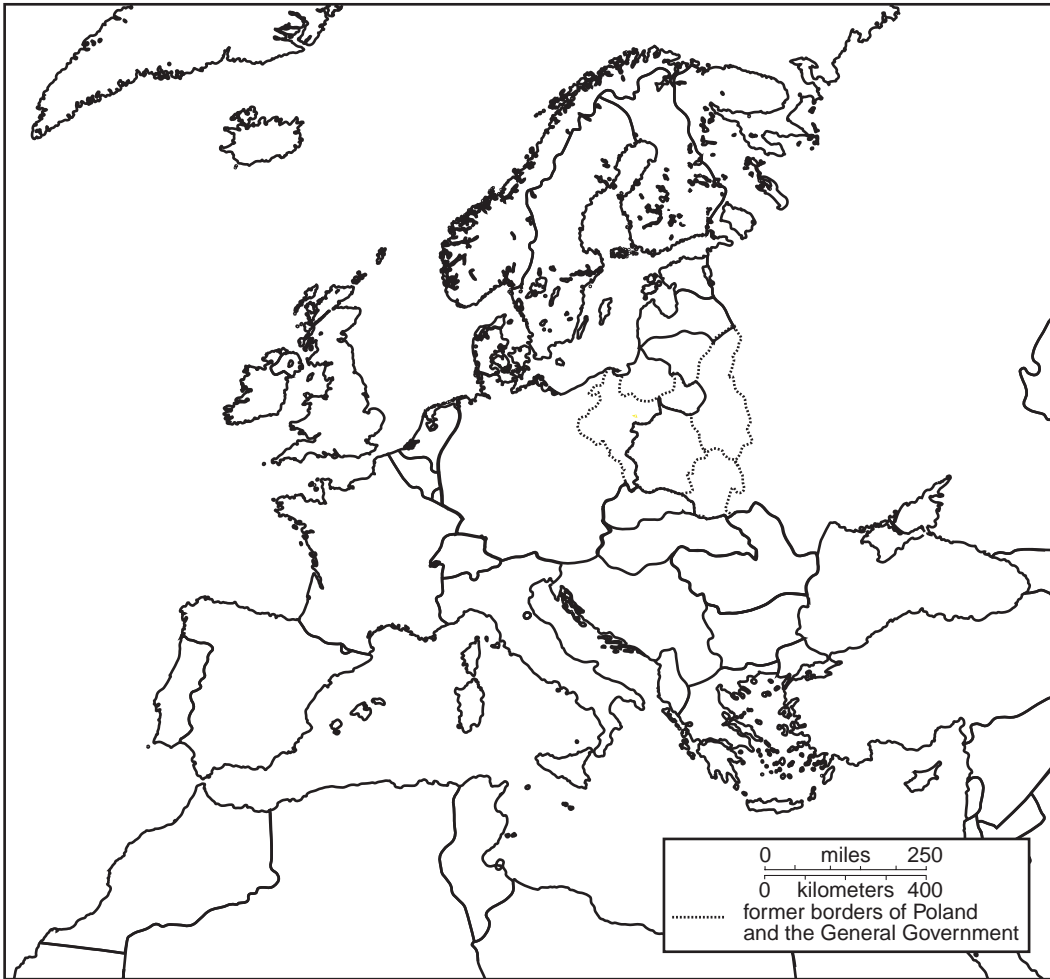 0 miles 250
0 kilometers 400
former borders of Poland
and the General Government